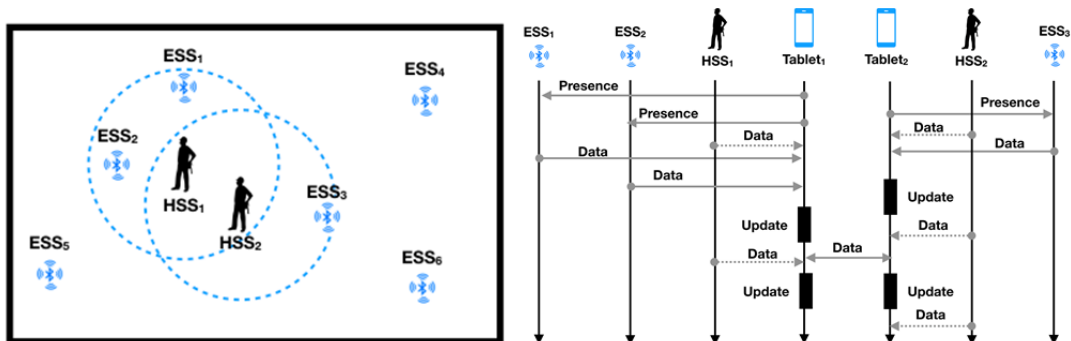 ESS₁
ESS₄
ESS₂
HSS₁
ESS₃
HSS₂
ESS₅
ESS₆
ESS₁ ESS₂ HSS₁ Tablet₁ Tablet₂ HSS₂ ESS₃
Presence
Presence
Presence
Data
Data
Data
Data
Data
Update
Update
Data
Data
Data
Update
Update
Data